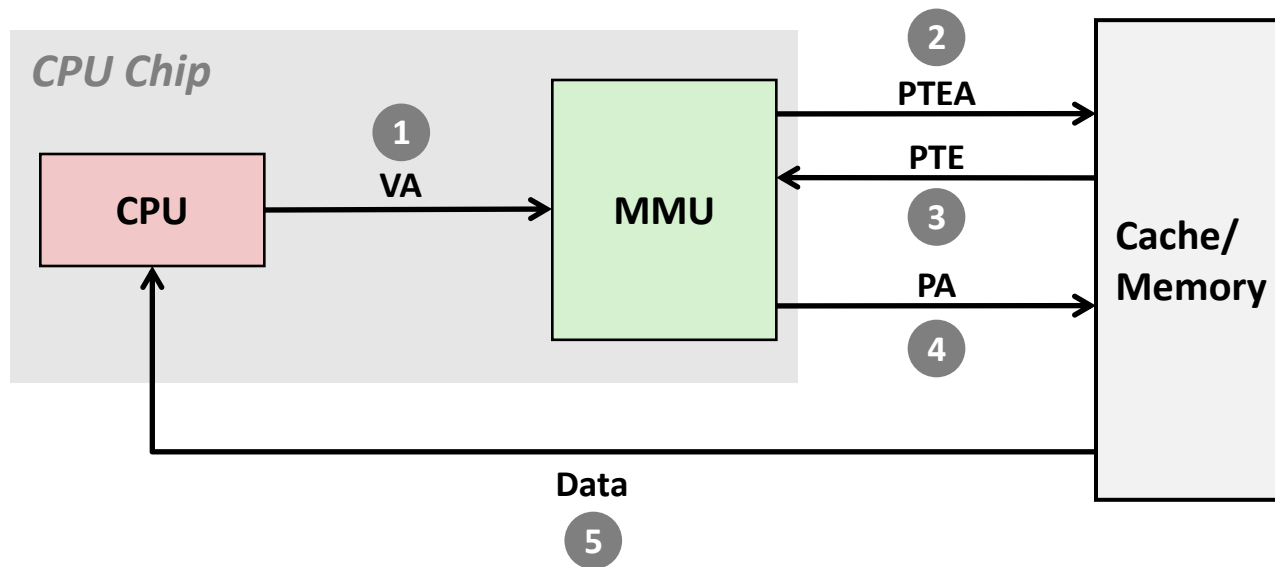 2
CPU Chip
PTEA
1
PTE
VA
CPU
MMU
3
Cache/
Memory
PA
4
Data
5